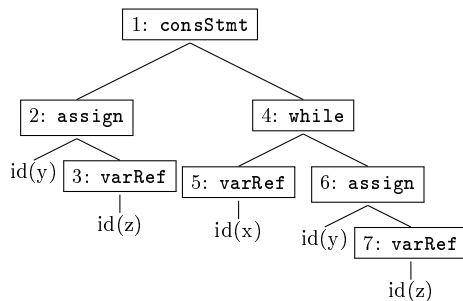 1: consStmt
2: assign
4: while
id(y)
3: varRef
5: varRef
6: assign
id(z)
id(x)
id(y)
7: varRef
id(z)